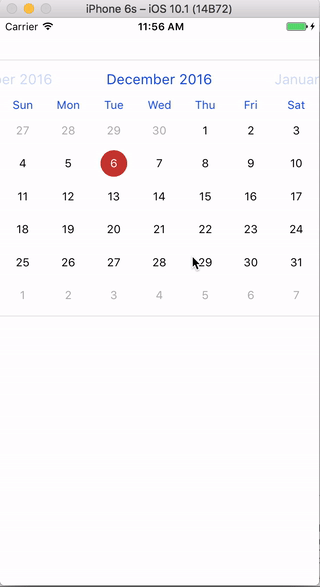 iPhone 6s – iOS 10.1 (14B72)
Carrier 11:56 AM
er 2016 December 2016 Januar
Sun Mon Tue Wed Thu Fri Sat
27 28 29 30 1 2 3
4 5 6 7 8 9 10
11 12 13 14 15 16 17
18 19 20 21 22 23 24
25 26 27 28 29 30 31
1 2 3 4 5 6 7